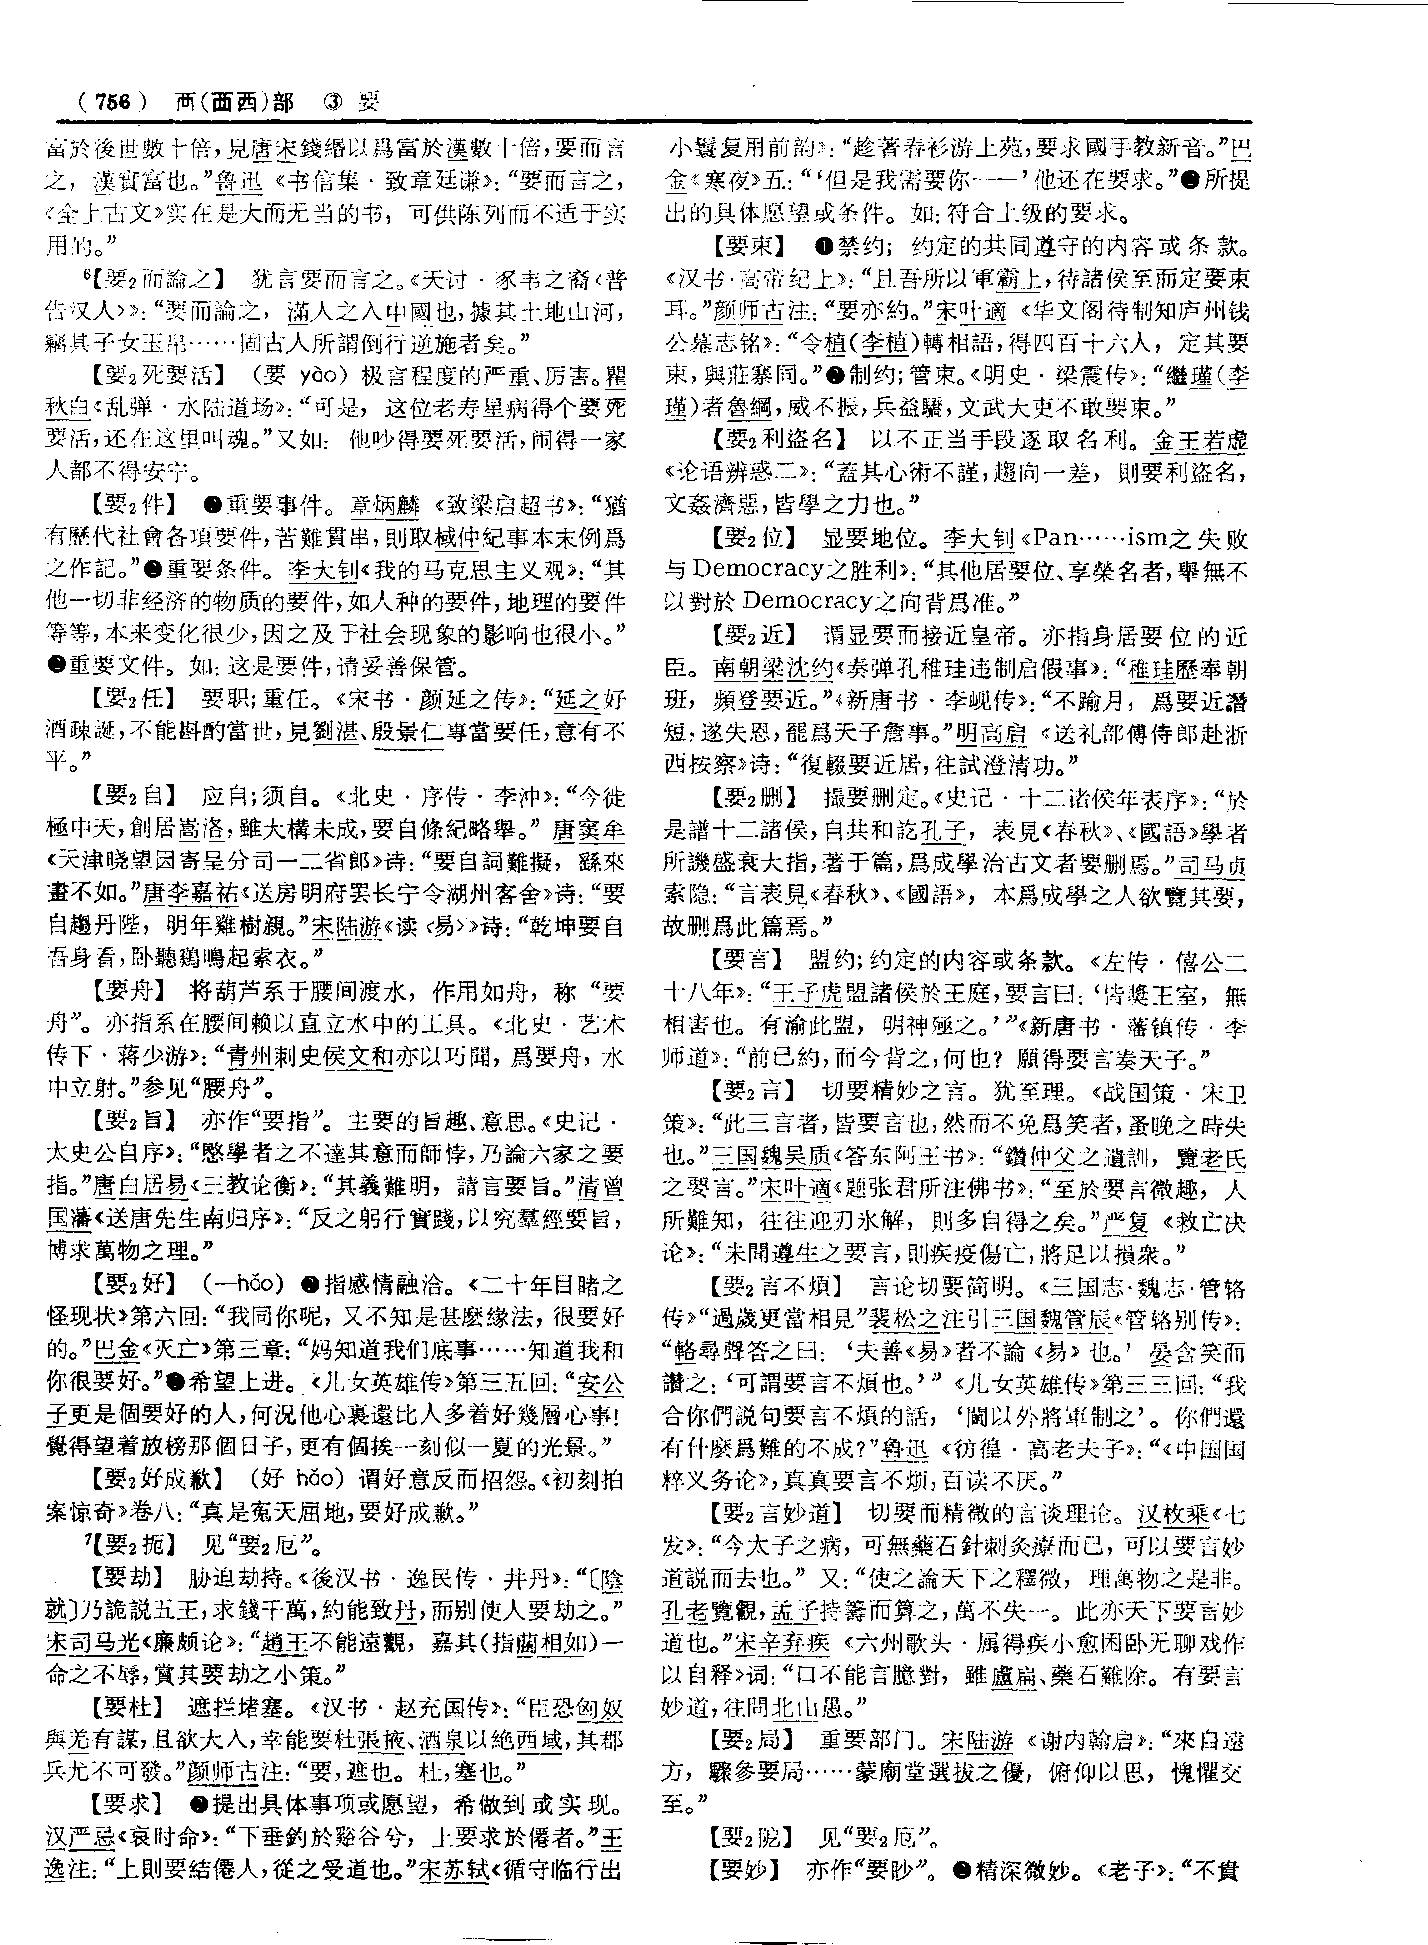 （756） 襾（覀西）部 ③ 要
富於後世數十倍，見唐宋錢緡以爲富於漢數十倍，要而言
之，漢實富也。”鲁迅《书信集·致章廷谦》：“要而言之，
《全上古文》实在是大而无当的书，可供陈列而不适于实
用的。”
⁶【要₂而論之】 犹言要而言之。《天讨·豕韦之裔〈普
告汉人〉》：“要而論之，滿人之入中國也，據其土地山河，
竊其子女玉帛……固古人所謂倒行逆施者矣。”
【要₂死要活】（要 yào）极言程度的严重、厉害。瞿
秋白《乱弹·水陆道场》：“可是，这位老寿星病得个要死
要活，还在这里叫魂。”又如：他吵得要死要活，闹得一家
人都不得安宁。
【要₂件】 ❶重要事件。章炳麟《致梁启超书》：“猶
有歷代社會各項要件，苦難貫串，則取械仲紀事本末例爲
之作記。”❷重要条件。李大钊《我的马克思主义观》：“其
他一切非经济的物质的要件，如人种的要件，地理的要件
等等，本来变化很少，因之及于社会现象的影响也很小。”
❸重要文件。如：这是要件，请妥善保管。
【要₂任】 要职；重任。《宋书·颜延之传》：“延之好
酒疎誕，不能斟酌當世，見劉湛、殷景仁專當要任，意有不
平。”
【要₂自】 应自；须自。《北史·序传·李冲》：“今徙
極中天，創居嵩洛，雖大構未成，要自條紀略舉。”唐窦牟
《天津晓望因寄呈分司一二省郎》诗：“要自詞難擬，繇來
畫不如。”唐李嘉祐《送房明府罢长宁令湖州客舍》诗：“要
自趨丹陛，明年雞樹親。”宋陆游《读〈易〉》诗：“乾坤要自
吾身看，卧聽鷄鳴起索衣。”
【要舟】 将葫芦系于腰间渡水，作用如舟，称“要
舟”。亦指系在腰间赖以直立水中的工具。《北史·艺术
传下·蒋少游》：“青州刺史侯文和亦以巧聞，爲要舟，水
中立射。”参见“腰舟”。
【要₂旨】 亦作“要指”。主要的旨趣、意思。《史记·
太史公自序》：“愍學者之不達其意而師悖，乃論六家之要
指。”唐白居易《三教论衡》：“其義難明，請言要旨。”清曾
国藩《送唐先生南归序》：“反之躬行實踐，以究羣經要旨，
博求萬物之理。”
【要₂好】（—hǎo）❶指感情融洽。《二十年目睹之
怪现状》第六回：“我同你呢，又不知是甚麽缘法，很要好
的。”巴金《灭亡》第三章：“妈知道我们底事……知道我和
你很要好。”❷希望上进。《儿女英雄传》第三五回：“安公
子更是個要好的人，何況他心裏還比人多着好幾層心事！
覺得望着放榜那個日子，更有個挨一刻似一夏的光景。”
【要₂好成歉】（好 hǎo）谓好意反而招怨。《初刻拍
案惊奇》卷八：“真是冤天屈地，要好成歉。”
⁷【要₂扼】 见“要₂厄”。
【要劫】 胁迫劫持。《後汉书·逸民传·井丹》：“〔陰
就〕乃詭説五王，求錢千萬，約能致丹，而别使人要劫之。”
宋司马光《廉颇论》：“趙王不能遠觀，嘉其（指藺相如）一
命之不辱，賞其要劫之小策。”
【要杜】 遮拦堵塞。《汉书·赵充国传》：“臣恐匈奴
與羌有謀，且欲大入，幸能要杜張掖、酒泉以絶西域，其郡
兵尤不可發。”颜师古注：“要，遮也。杜，塞也。”
【要求】 ❶提出具体事项或愿望，希做到或实现。
汉严忌《哀时命》：“下垂釣於谿谷兮，上要求於僊者。”王
逸注：“上則要結僊人，從之受道也。”宋苏轼《循守临行出
小鬟复用前韵》：“趁著春衫游上苑，要求國手教新音。”巴
金《寒夜》五：“‘但是我需要你——’他还在要求。”❷所提
出的具体愿望或条件。如：符合上级的要求。
【要束】 ❶禁约；约定的共同遵守的内容或条款。
《汉书·高帝纪上》：“且吾所以軍霸上，待諸侯至而定要束
耳。”颜师古注：“要亦約。”宋叶適《华文阁待制知庐州钱
公墓志铭》：“令植（李植）轉相語，得四百十六人，定其要
束，與莊寨同。”❷制约；管束。《明史·梁震传》：“繼瑾（李
瑾）者魯綱，威不振，兵益驕，文武大吏不敢要束。”
【要₂利盗名】 以不正当手段逐取名利。金王若虚
《论语辨惑二》：“蓋其心術不謹，趨向一差，則要利盗名，
文姦濟惡，皆學之力也。”
【要₂位】 显要地位。李大钊《Pan……ism之失败
与Democracy之胜利》：“其他居要位、享榮名者，舉無不
以對於Democracy之向背爲准。”
【要₂近】 谓显要而接近皇帝。亦指身居要位的近
臣。南朝梁沈约《奏弹孔稚珪违制启假事》：“稚珪歷奉朝
班，頻登要近。”《新唐书·李岘传》：“不踰月，爲要近讒
短，遂失恩，罷爲太子詹事。”明高启《送礼部傅侍郎赴浙
西按察》诗：“復輟要近居，往試澄清功。”
【要₂删】 撮要删定。《史记·十二诸侯年表序》：“於
是譜十二諸侯，自共和訖孔子，表見《春秋》、《國語》學者
所譏盛衰大指，著于篇，爲成學治古文者要删焉。”司马贞
索隐：“言表見《春秋》、《國語》，本爲成學之人欲覽其要，
故删爲此篇焉。”
【要言】 盟约；约定的内容或条款。《左传·僖公二
十八年》：“王子虎盟諸侯於王庭，要言曰：‘皆奬王室，無
相害也。有渝此盟，明神殛之。’”《新唐书·藩镇传·李
师道》：“前已約，而今背之，何也？願得要言奏天子。”
【要₂言】 切要精妙之言。犹至理。《战国策·宋卫
策》：“此三言者，皆要言也，然而不免爲笑者，蚤晚之時失
也。”三国魏吴质《答东阿王书》：“鑽仲父之遺訓，覽老氏
之要言。”宋叶適《题张君所注佛书》：“至於要言微趣，人
所難知，往往迎刃氷解，則多自得之矣。”严复《救亡决
论》：“未聞遵生之要言，則疾疫傷亡，將足以損衆。”
【要₂言不煩】 言论切要简明。《三国志·魏志·管辂
传》“過歲更當相見”裴松之注引三国魏管辰《管辂别传》：
“輅尋聲答之曰：‘夫善《易》者不論《易》也。’晏含笑而
讚之：‘可謂要言不煩也。’”《儿女英雄传》第三三回：“我
合你們説句要言不煩的話，‘閫以外將軍制之’。你們還
有什麽爲難的不成？”鲁迅《彷徨·高老夫子》：“《中国国
粹义务论》，真真要言不烦，百读不厌。”
【要₂言妙道】 切要而精微的言谈理论。汉枚乘《七
发》：“今太子之病，可無藥石針刺灸療而已，可以要言妙
道説而去也。”又：“使之論天下之釋微，理萬物之是非。
孔老覽觀，孟子持籌而算之，萬不失一。此亦天下要言妙
道也。”宋辛弃疾《六州歌头·属得疾小愈困卧无聊戏作
以自释》词：“口不能言臆對，雖盧扁、藥石難除。有要言
妙道，往問北山愚。”
【要₂局】 重要部门。宋陆游《谢内翰启》：“來自遠
方，驟參要局……蒙廟堂選拔之優，俯仰以思，愧懼交
至。”
【要₂阸】 见“要₂厄”。
【要妙】 亦作“要眇”。❶精深微妙。《老子》：“不貴